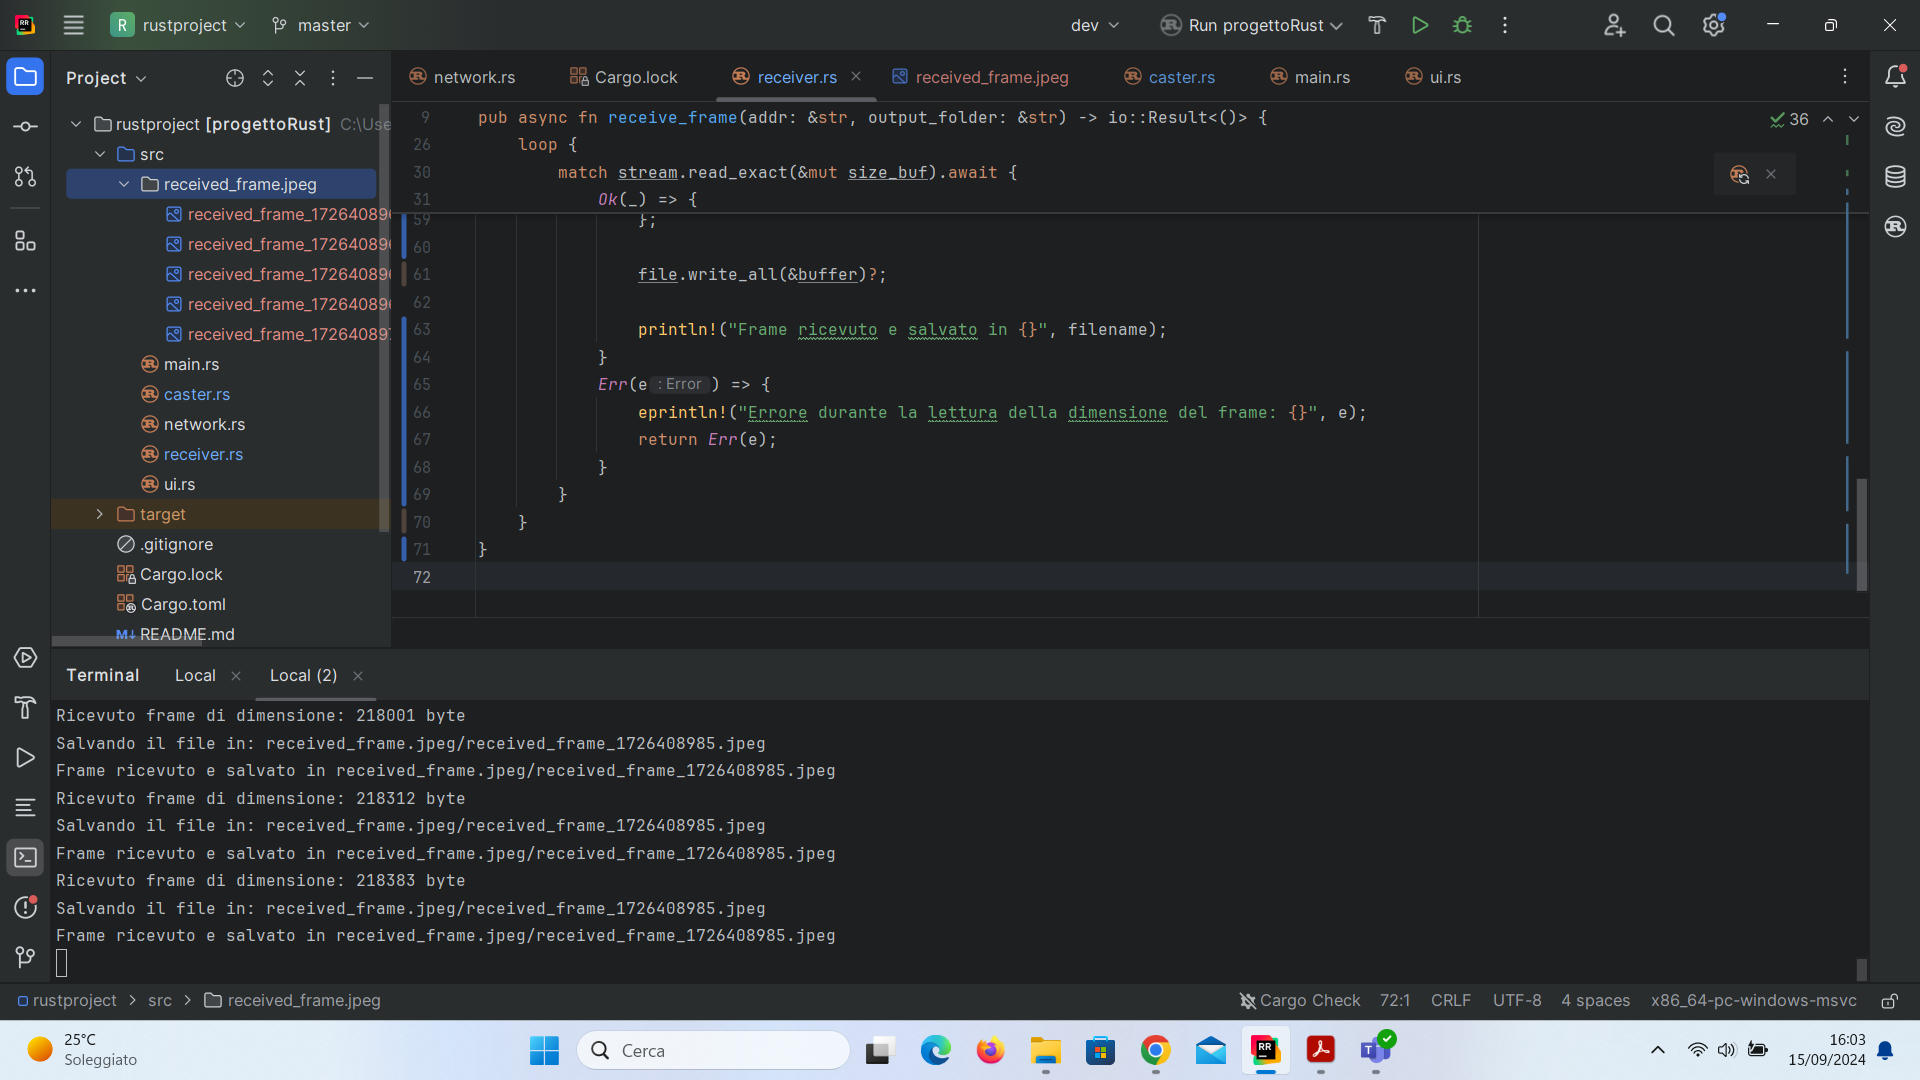 R rustproject master dev Run progettoRust
Project
rustproject [progettoRust] C:\Use
src
received_frame.jpeg
received_frame_172640896
received_frame_172640896
received_frame_172640896
received_frame_172640896
received_frame_172640897
main.rs
caster.rs
network.rs
receiver.rs
ui.rs
target
.gitignore
Cargo.lock
Cargo.toml
M↓ README.md
network.rs Cargo.lock receiver.rs received_frame.jpeg caster.rs main.rs ui.rs
36
9 pub async fn receive_frame(addr: &str, output_folder: &str) -> io::Result<()> {
26 loop {
30 match stream.read_exact(&mut size_buf).await {
31 Ok(_) => {
59 };
60
61 file.write_all(&buffer)?;
62
63 println!("Frame ricevuto e salvato in {}", filename);
64 }
65 Err(e : Error ) => {
66 eprintln!("Errore durante la lettura della dimensione del frame: {}", e);
67 return Err(e);
68 }
69 }
70 }
71 }
72
Terminal Local Local (2)
Ricevuto frame di dimensione: 218001 byte
Salvando il file in: received_frame.jpeg/received_frame_1726408985.jpeg
Frame ricevuto e salvato in received_frame.jpeg/received_frame_1726408985.jpeg
Ricevuto frame di dimensione: 218312 byte
Salvando il file in: received_frame.jpeg/received_frame_1726408985.jpeg
Frame ricevuto e salvato in received_frame.jpeg/received_frame_1726408985.jpeg
Ricevuto frame di dimensione: 218383 byte
Salvando il file in: received_frame.jpeg/received_frame_1726408985.jpeg
Frame ricevuto e salvato in received_frame.jpeg/received_frame_1726408985.jpeg
rustproject > src > received_frame.jpeg Cargo Check 72:1 CRLF UTF-8 4 spaces x86_64-pc-windows-msvc
25°C
Soleggiato
Cerca
16:03
15/09/2024